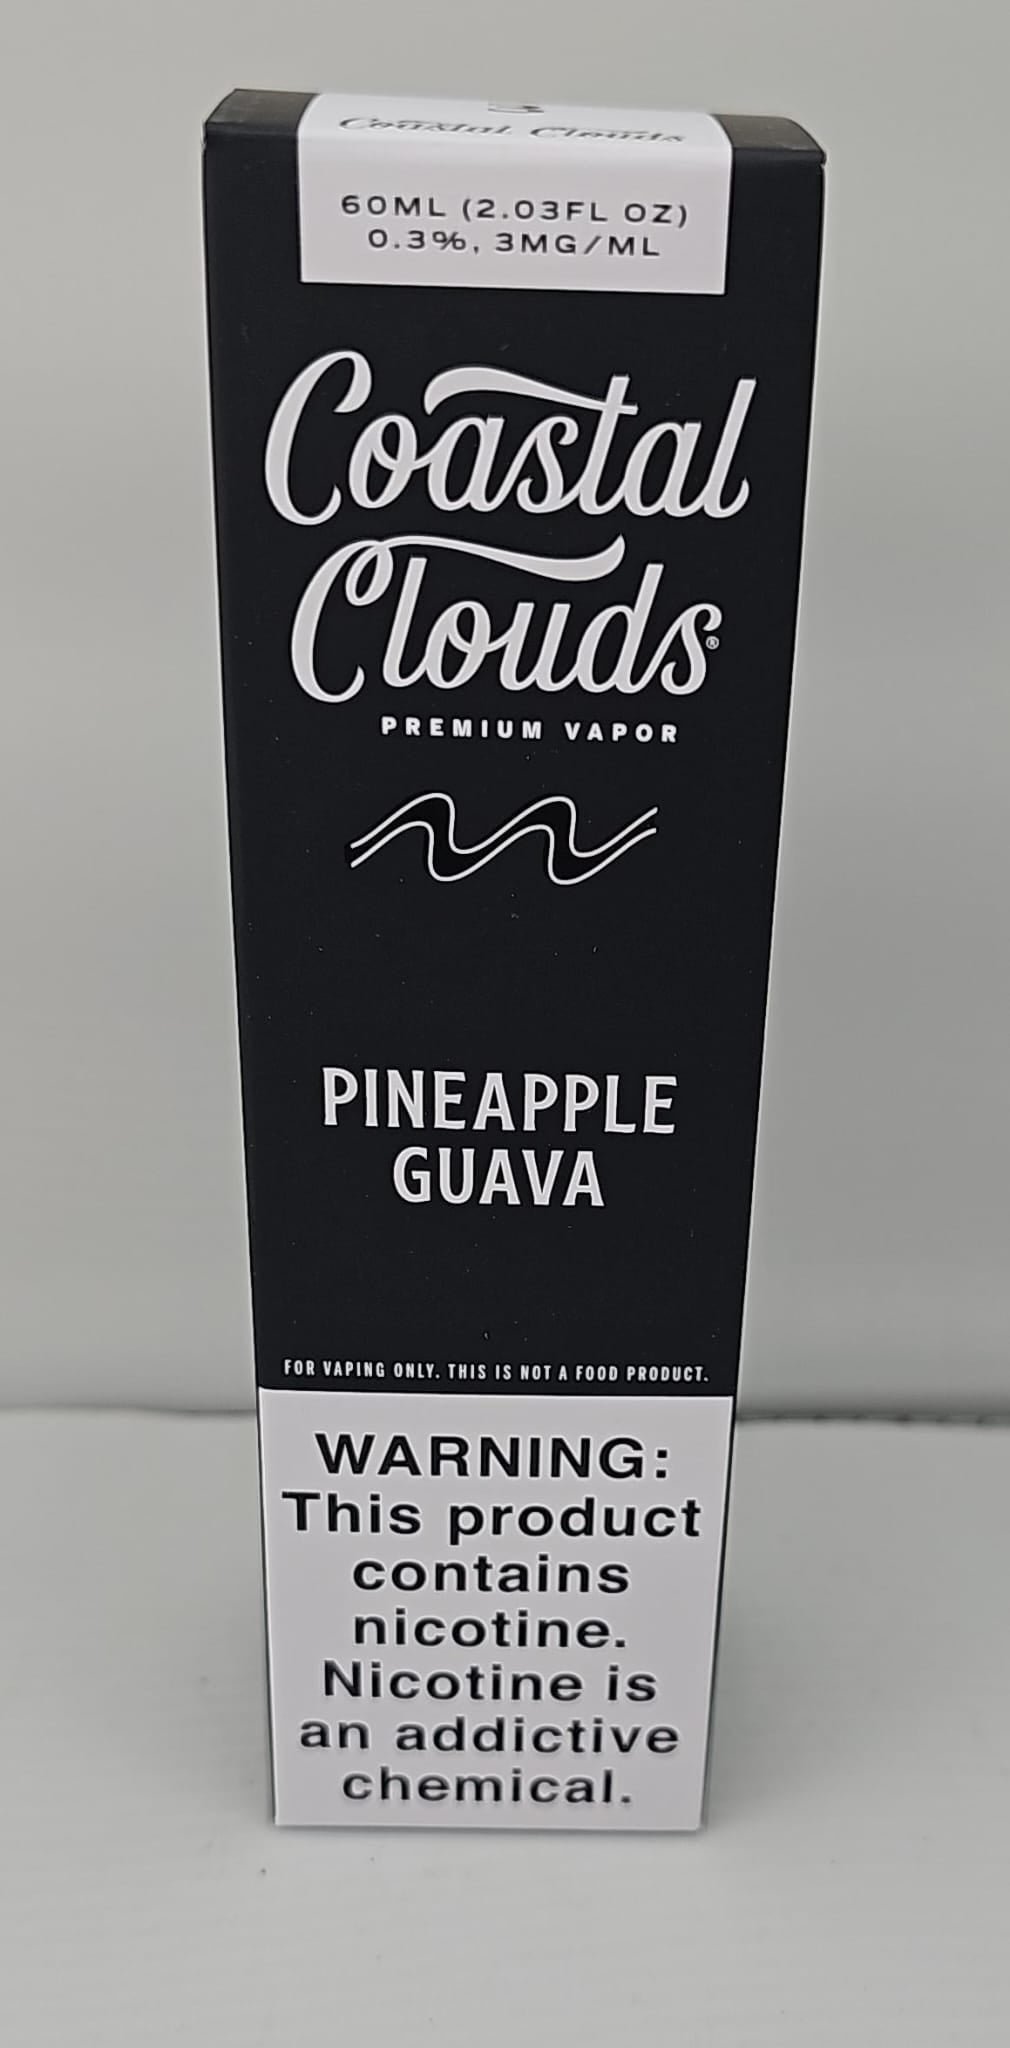 3
Coastal Clouds
60ML (2.03FL OZ)
0.3%, 3MG/ML
Coastal
Clouds®
PREMIUM VAPOR
PINEAPPLE
GUAVA
FOR VAPING ONLY. THIS IS NOT A FOOD PRODUCT.
WARNING:
This product
contains
nicotine.
Nicotine is
an addictive
chemical.